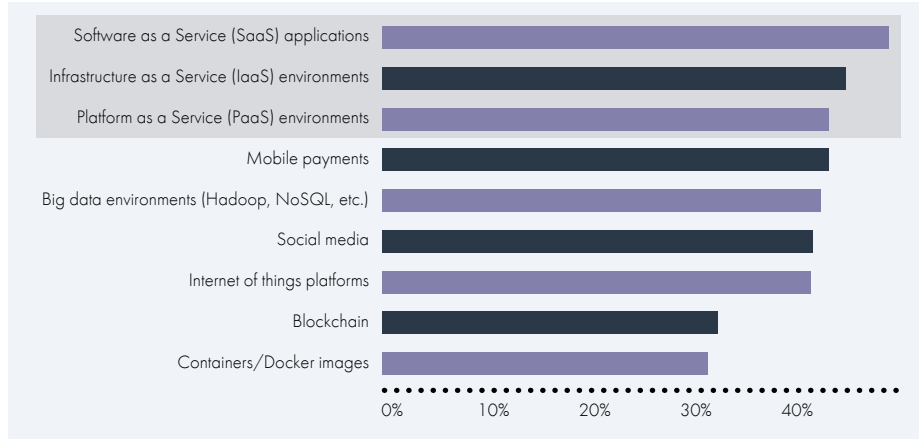 Software as a Service (SaaS) applications
Infrastructure as a Service (IaaS) environments
Platform as a Service (PaaS) environments
Mobile payments
Big data environments (Hadoop, NoSQL, etc.)
Social media
Internet of things platforms
Blockchain
Containers/Docker images
0% 10% 20% 30% 40%